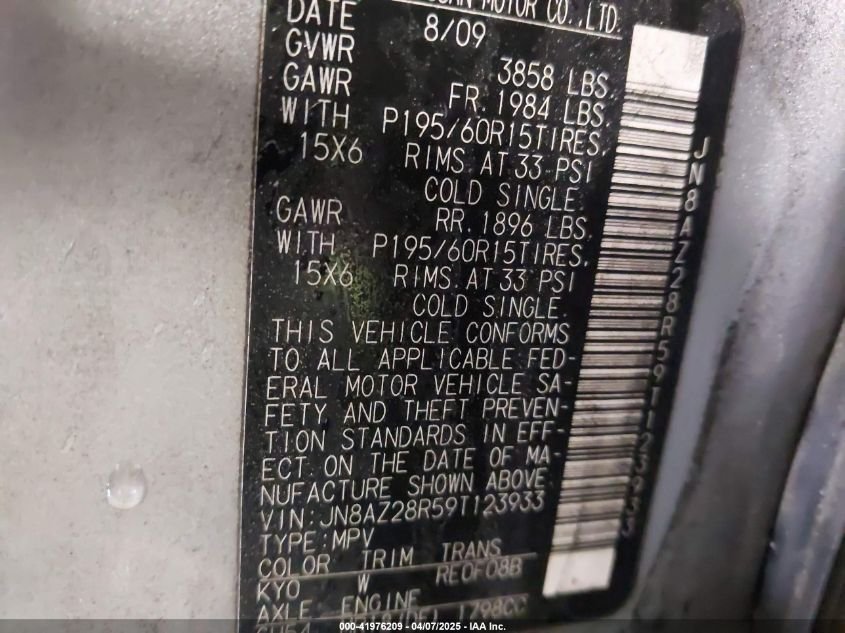 MOTOR CO.,LTD.
DATE 8/09
GVWR 3858 LBS.
GAWR FR. 1984 LBS.
WITH P195/60R15TIRES,
15X6 RIMS AT 33 PSI
COLD SINGLE.
GAWR RR. 1896 LBS.
WITH P195/60R15TIRES,
15X6 RIMS AT 33 PSI
COLD SINGLE.
THIS VEHICLE CONFORMS
TO ALL APPLICABLE FED-
ERAL MOTOR VEHICLE SA-
FETY AND THEFT PREVEN-
TION STANDARDS IN EFF-
ECT ON THE DATE OF MA
NUFACTURE SHOWN ABOVE.
VIN:JN8AZ28R59T123933
TYPE:MPV
COLOR TRIM TRANS
KYO W RE0F08B
AXLE ENGINE
1798CC
JN8AZ28R59T123933
000-41976209 - 04/07/2025 - IAA Inc.